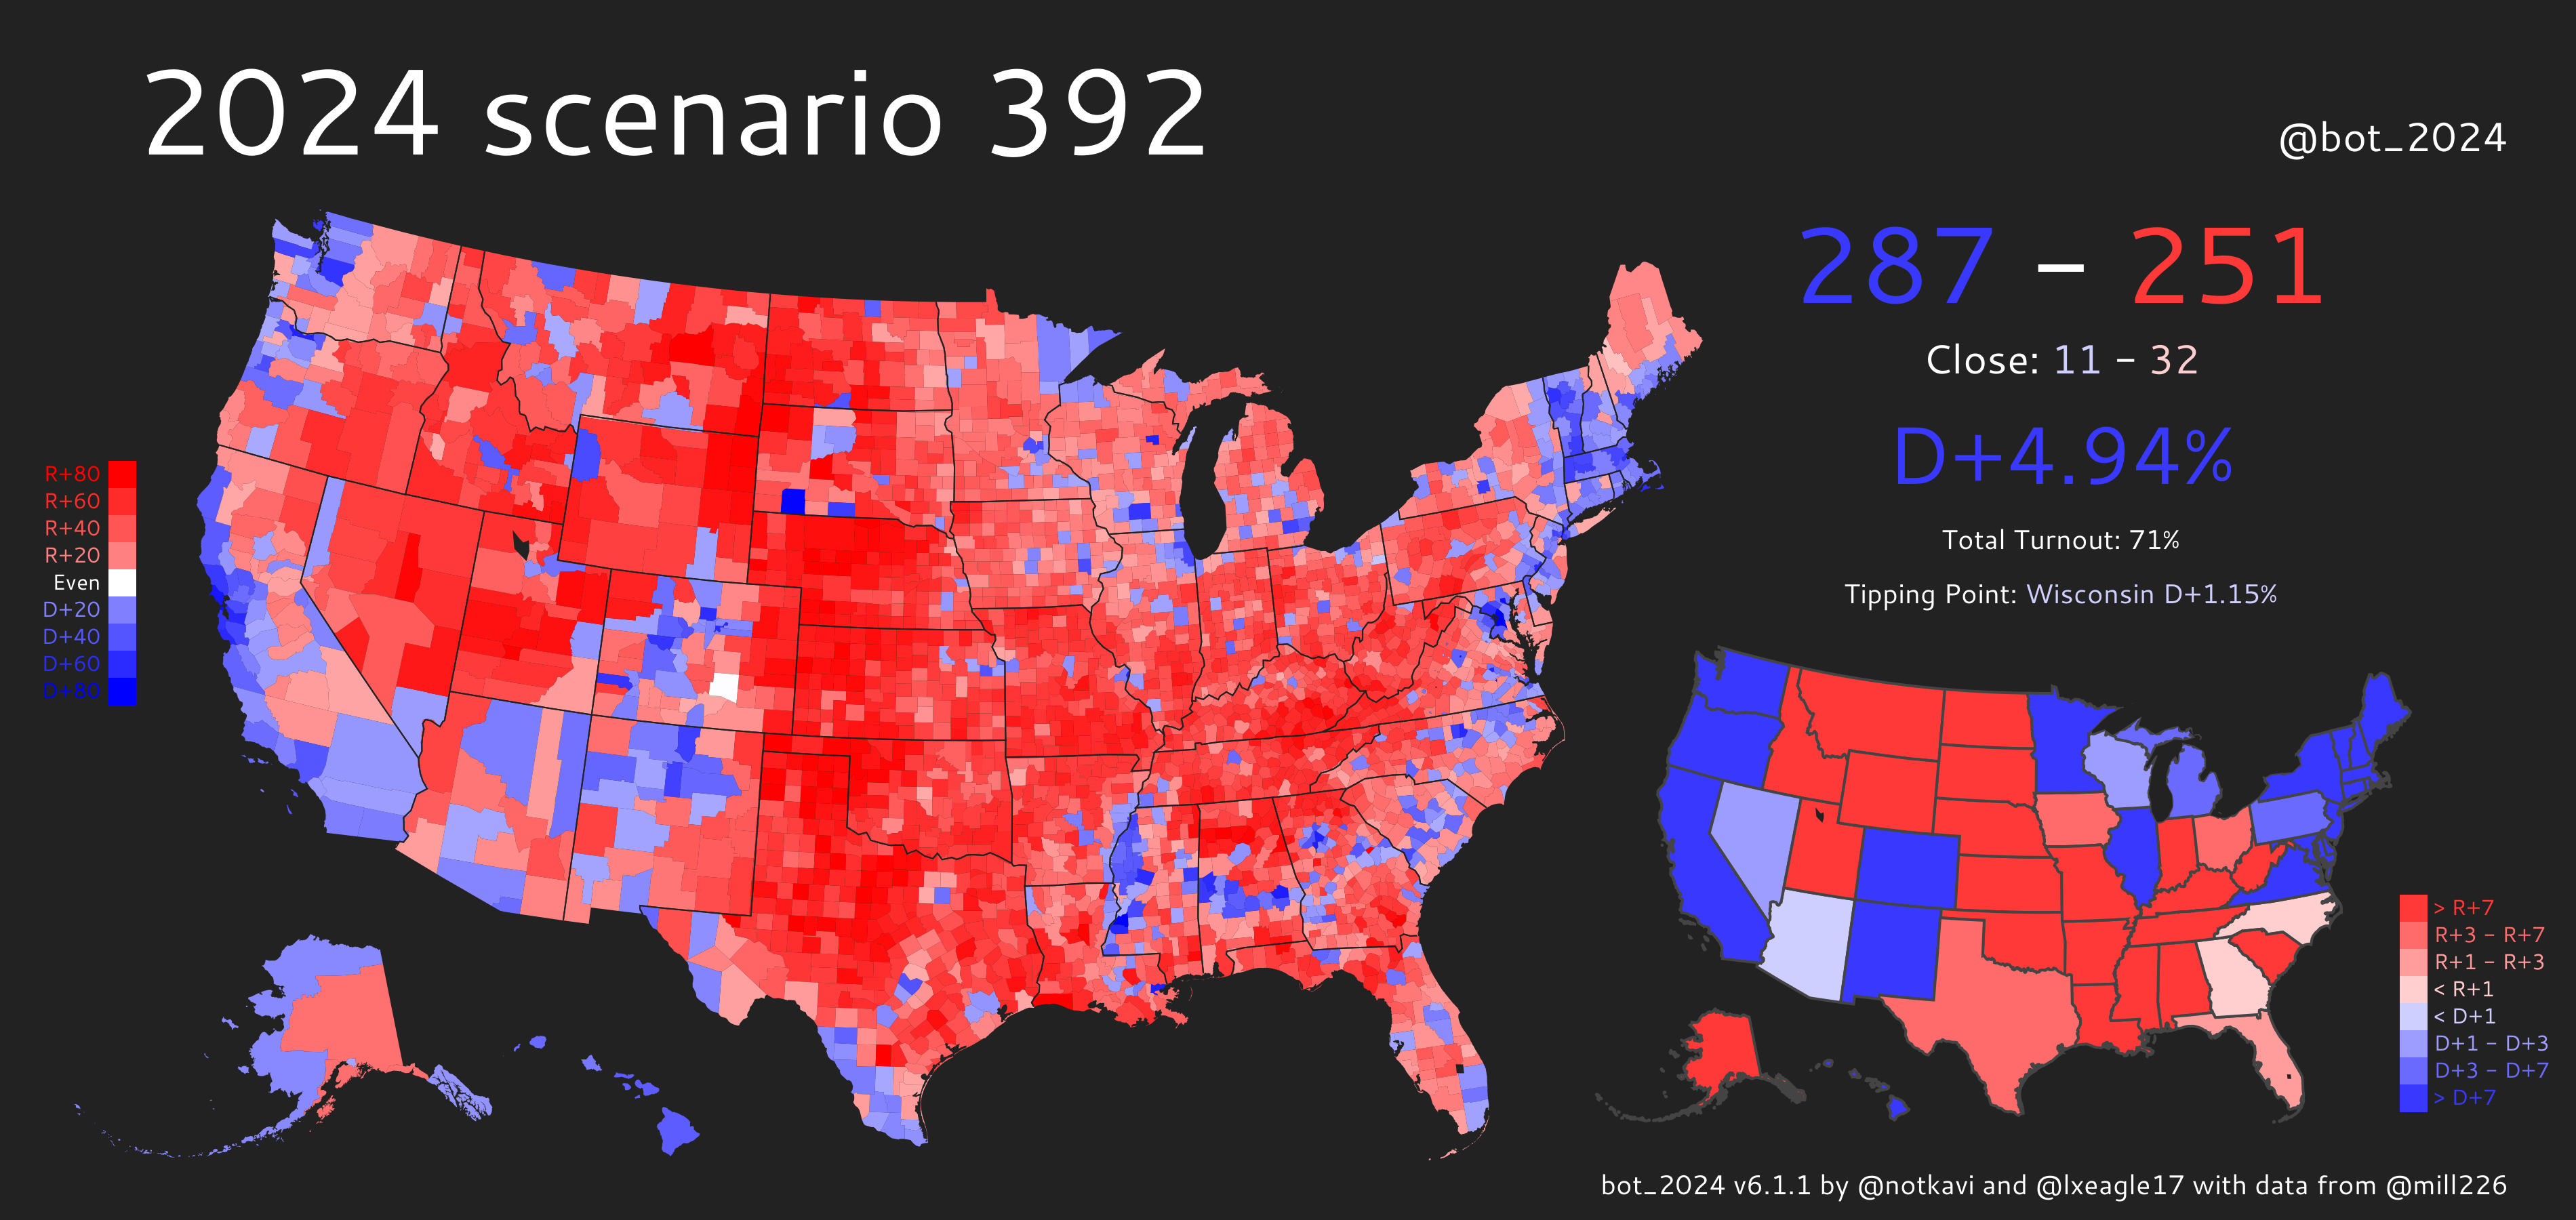 2024 scenario 392
@bot_2024
287 – 251
Close: 11 - 32
D+4.94%
Total Turnout: 71%
Tipping Point: Wisconsin D+1.15%
R+80
R+60
R+40
R+20
Even
D+20
D+40
D+60
D+80
> R+7
R+3 - R+7
R+1 - R+3
< R+1
< D+1
D+1 - D+3
D+3 - D+7
> D+7
bot_2024 v6.1.1 by @notkavi and @lxeagle17 with data from @mill226